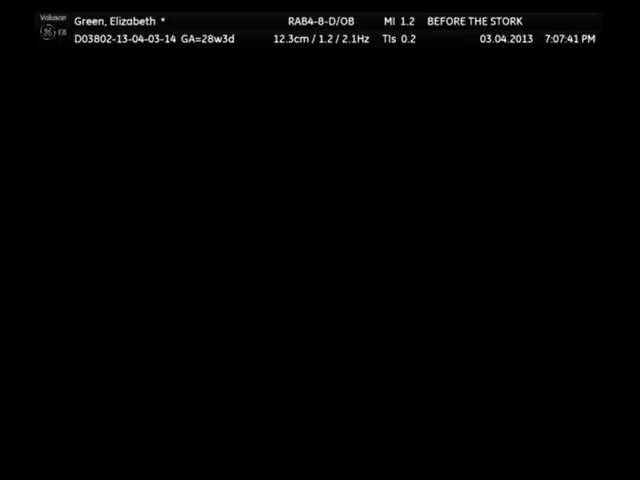 Voluson
GE E8
Green, Elizabeth * RAB4-8-D/OB MI 1.2 BEFORE THE STORK
D03802-13-04-03-14 GA=28w3d 12.3cm / 1.2 / 2.1Hz TIs 0.2 03.04.2013 7:07:41 PM